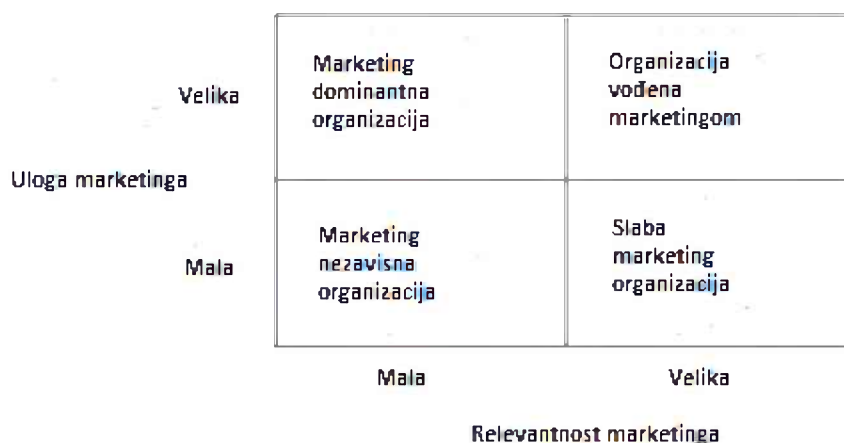 Velika
Marketing
dominantna
organizacija
Organizacija
vođena
marketingom
Uloga marketinga
Mala
Marketing
nezavisna
organizacija
Slaba
marketing
organizacija
Mala
Velika
Relevantnost marketinga